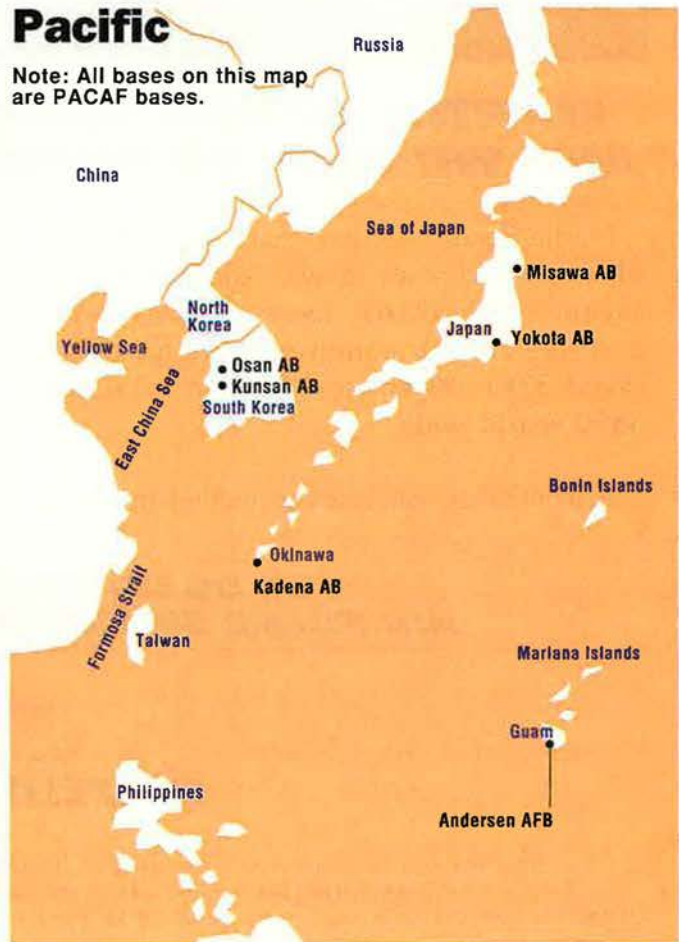 Pacific
Note: All bases on this map
are PACAF bases.
Russia
China
Sea of Japan
Misawa AB
North
Korea
Japan
Yokota AB
Yellow Sea
Osan AB
Kunsan AB
South Korea
East China Sea
Bonin Islands
Okinawa
Kadena AB
Formosa Strait
Taiwan
Mariana Islands
Guam
Philippines
Andersen AFB